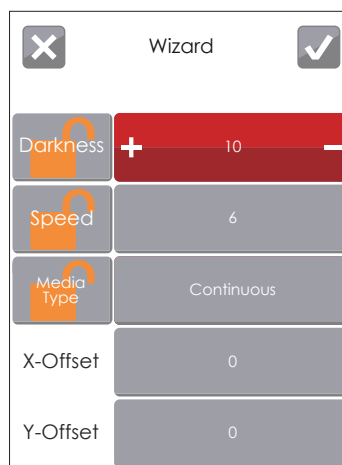 Wizard
Darkness
+ 10 −
Speed
6
Media
Type
Continuous
X-Offset
0
Y-Offset
0